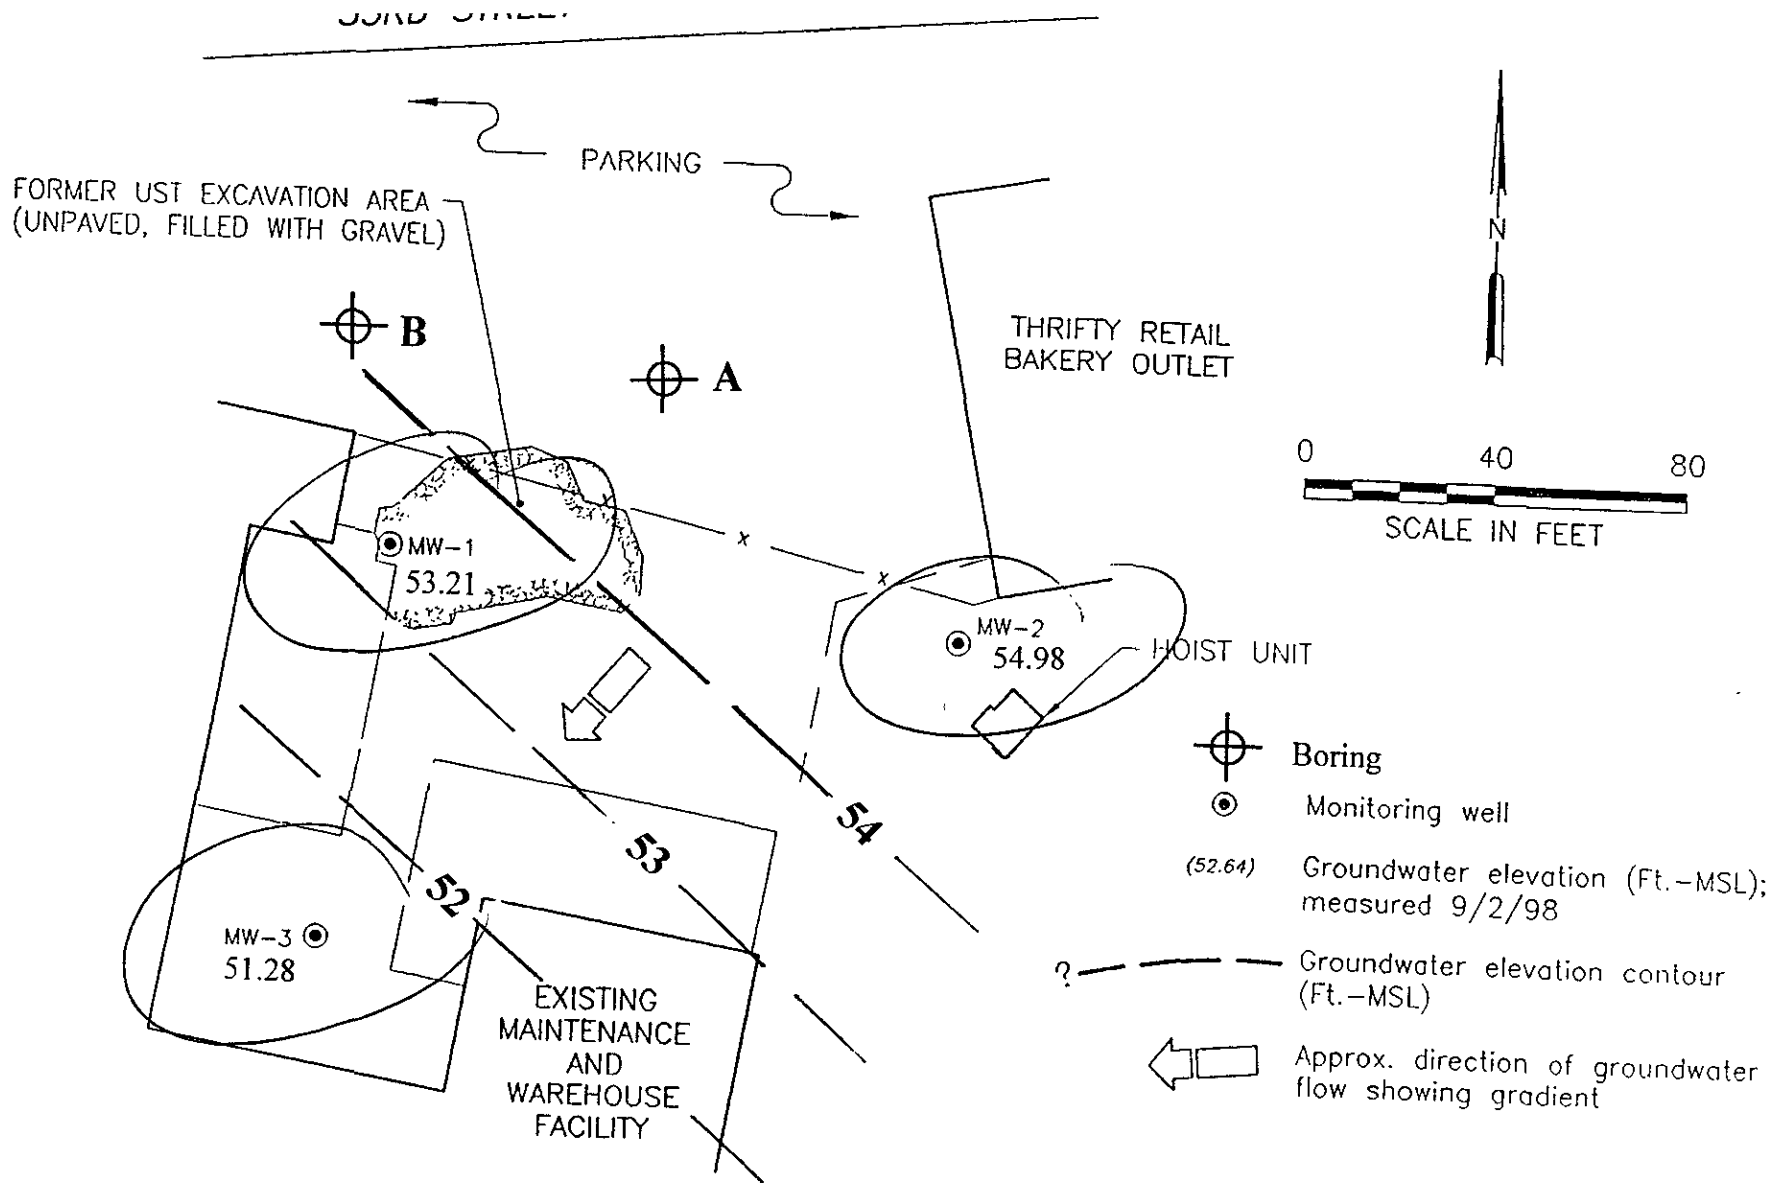 53RD STREET
PARKING
FORMER UST EXCAVATION AREA
(UNPAVED, FILLED WITH GRAVEL)
N
B
A
THRIFTY RETAIL
BAKERY OUTLET
0 40 80
SCALE IN FEET
x
x
x
MW-1
53.21
MW-2
54.98
HOIST UNIT
54
53
52
MW-3
51.28
EXISTING
MAINTENANCE
AND
WAREHOUSE
FACILITY
Boring
Monitoring well
(52.64) Groundwater elevation (Ft.-MSL);
measured 9/2/98
? Groundwater elevation contour
(Ft.-MSL)
Approx. direction of groundwater
flow showing gradient